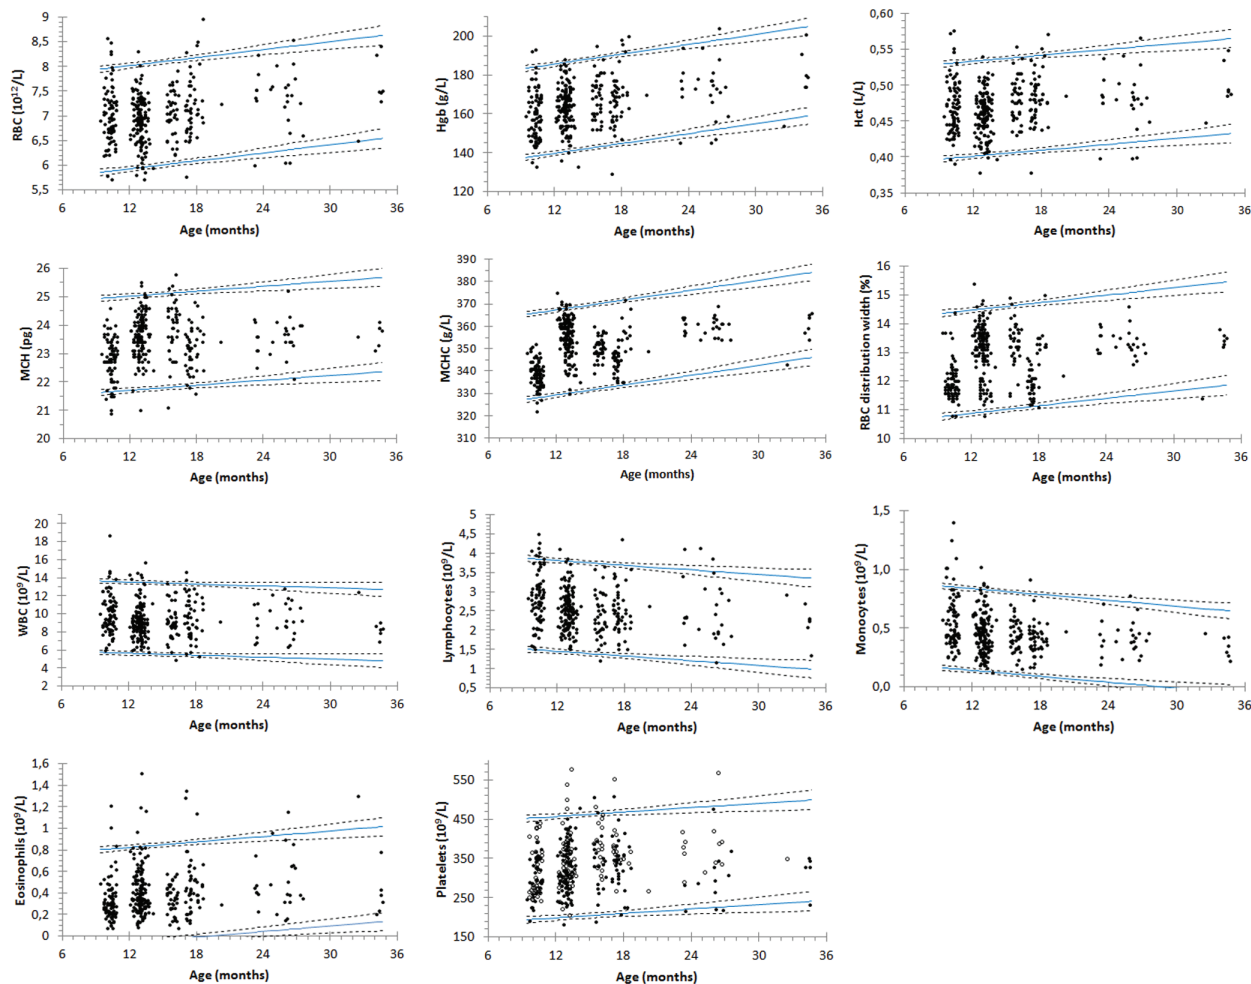 RBC (10¹²/L)
9
8,5
8
7,5
7
6,5
6
5,5
6 12 18 24 30 36
Age (months)
Hgb (g/L)
200
180
160
140
120
6 12 18 24 30 36
Age (months)
Hct (L/L)
0,60
0,55
0,50
0,45
0,40
0,35
6 12 18 24 30 36
Age (months)
MCH (pg)
26
25
24
23
22
21
20
6 12 18 24 30 36
Age (months)
MCHC (g/L)
390
370
350
330
310
6 12 18 24 30 36
Age (months)
RBC distribution width (%)
16
15
14
13
12
11
10
6 12 18 24 30 36
Age (months)
WBC (10⁹/L)
20
18
16
14
12
10
8
6
4
2
6 12 18 24 30 36
Age (months)
Lymphocytes (10⁹/L)
5
4,5
4
3,5
3
2,5
2
1,5
1
0,5
6 12 18 24 30 36
Age (months)
Monocytes (10⁹/L)
1,5
1,0
0,5
0,0
6 12 18 24 30 36
Age (months)
Eosinophils (10⁹/L)
1,6
1,4
1,2
1
0,8
0,6
0,4
0,2
0
6 12 18 24 30 36
Age (months)
Platelets (10⁹/L)
550
450
350
250
150
6 12 18 24 30 36
Age (months)